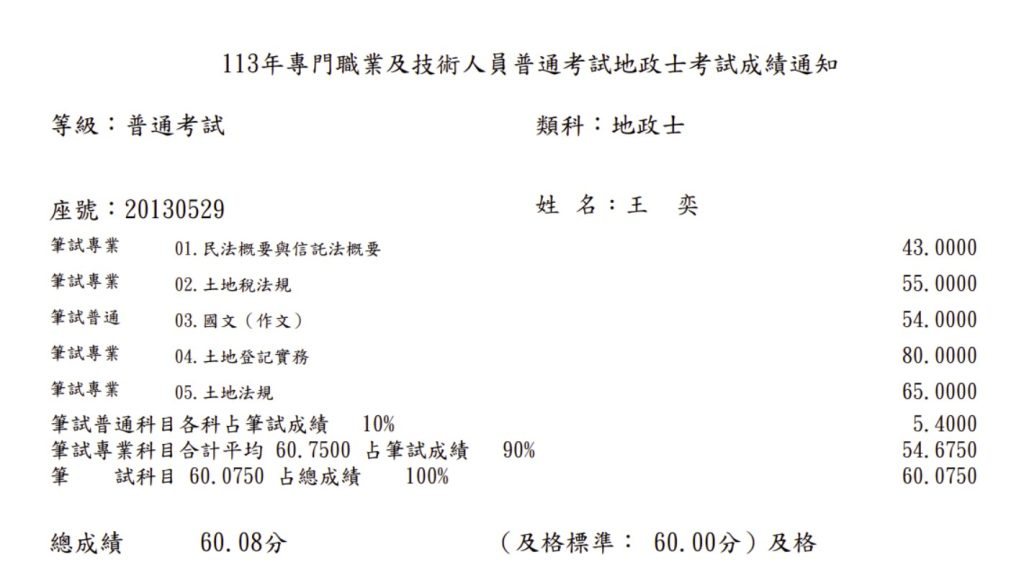 113年專門職業及技術人員普通考試地政士考試成績通知
等級：普通考試 類科：地政士
座號：20130529 姓 名：王 奕
筆試專業 01.民法概要與信託法概要 43.0000
筆試專業 02.土地稅法規 55.0000
筆試普通 03.國文（作文） 54.0000
筆試專業 04.土地登記實務 80.0000
筆試專業 05.土地法規 65.0000
筆試普通科目各科占筆試成績 10% 5.4000
筆試專業科目合計平均 60.7500 占筆試成績 90% 54.6750
筆 試科目 60.0750 占總成績 100% 60.0750
總成績 60.08分 （及格標準： 60.00分）及格